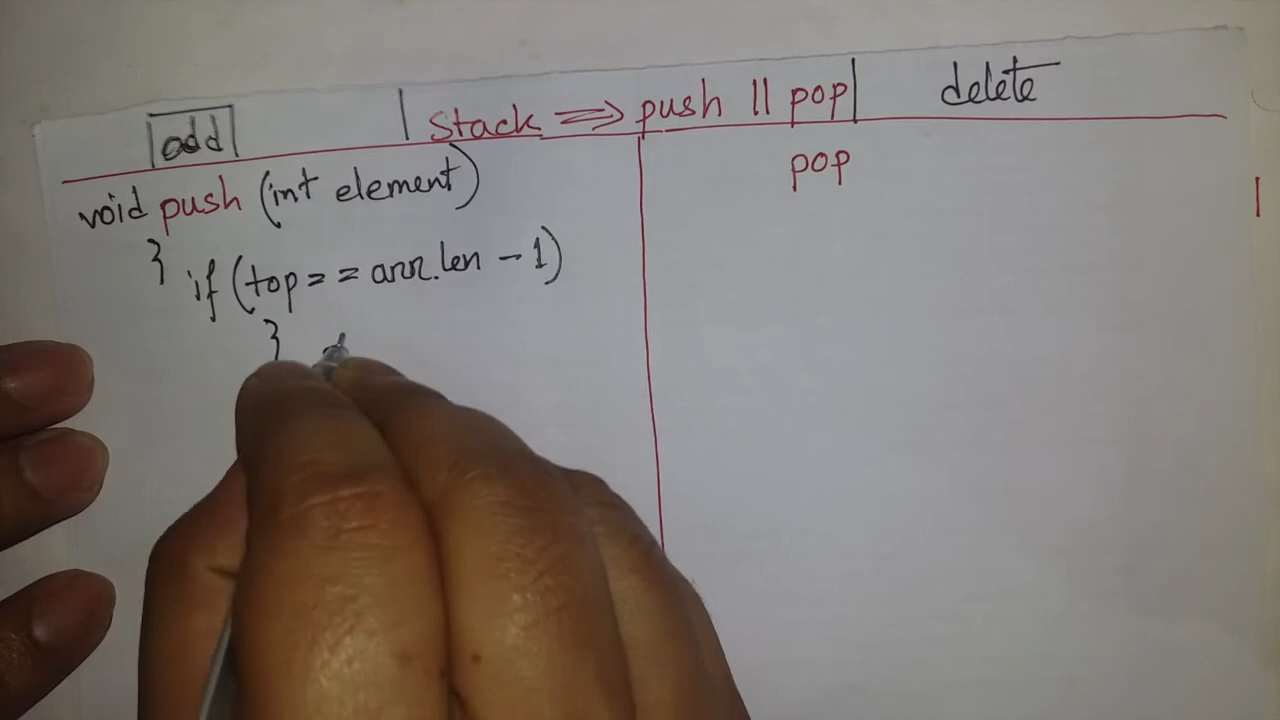 add | stack ⇒ push || pop | delete
void push (int element)
}
if (top == arr.len - 1)
}
pop